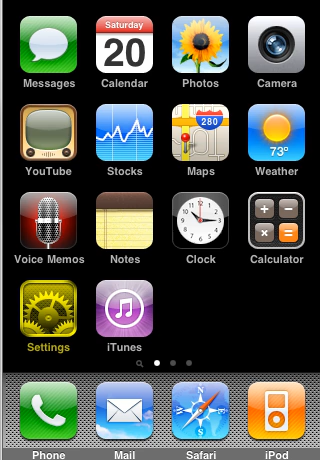 Saturday
20
Messages Calendar Photos Camera
280
73°
YouTube Stocks Maps Weather
Voice Memos Notes Clock Calculator
Settings iTunes
N
Phone Mail Safari iPod